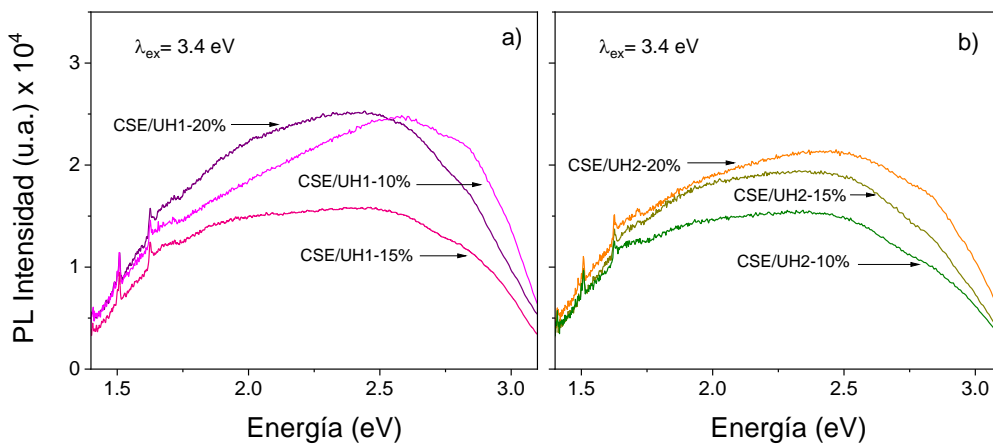 a)
λex= 3.4 eV
CSE/UH1-20%
CSE/UH1-10%
CSE/UH1-15%
b)
λex= 3.4 eV
CSE/UH2-20%
CSE/UH2-15%
CSE/UH2-10%
PL Intensidad (u.a.) x 10⁴
3
2
1
0
1.5
2.0
2.5
3.0
1.5
2.0
2.5
3.0
Energía (eV)
Energía (eV)